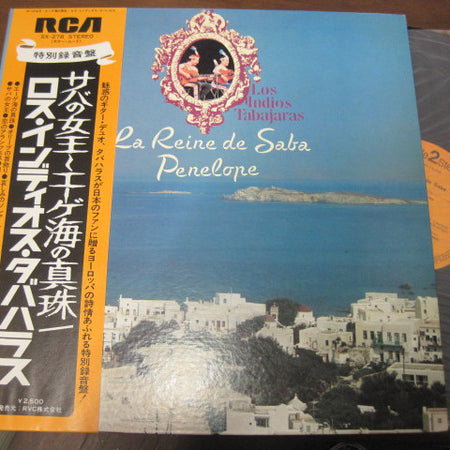 RCA
SX-278 STEREO
特別録音盤
サバの女王〜エーゲ海の真珠
ロス・インディオス・タバハラス
魅惑のギター・デュオ、タバハラスが日本のファンに贈るヨーロッパの詩情あふれる特別録音盤!
¥2,500
発売元:RVC株式会社
Los
Indios
Tabajaras
La Reine de Saba
Penelope